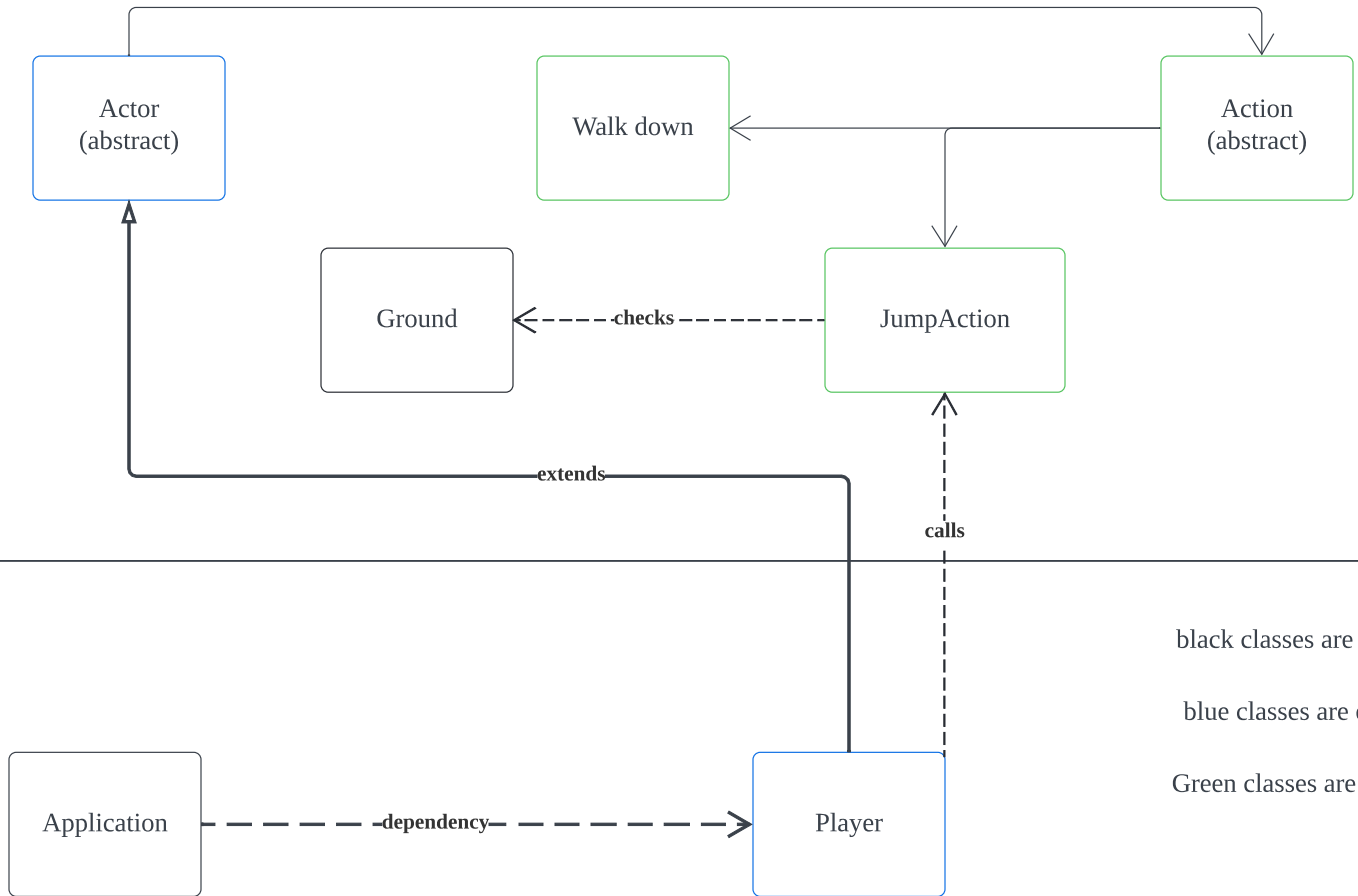 Actor
(abstract)
Walk down
Action
(abstract)
Ground
checks
JumpAction
extends
calls
black classes are
blue classes are
Green classes are
Application
dependency
Player